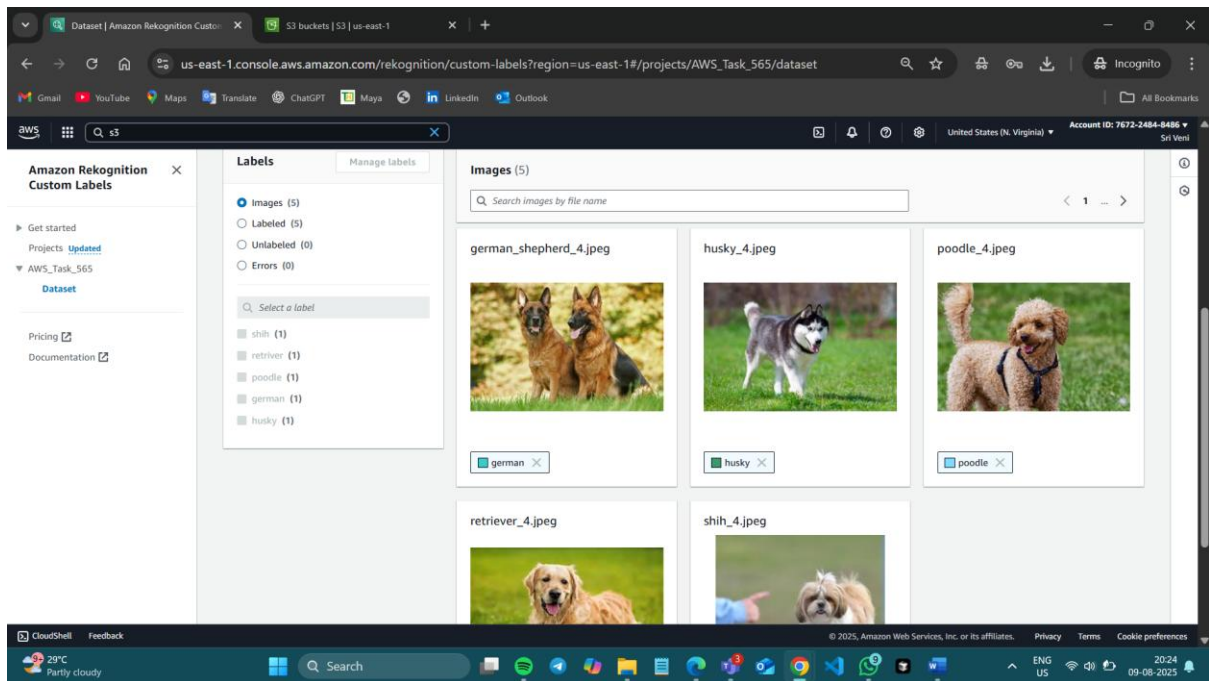 Dataset | Amazon Rekognition Custom
S3 buckets | S3 | us-east-1
us-east-1.console.aws.amazon.com/rekognition/custom-labels?region=us-east-1#/projects/AWS_Task_565/dataset
Incognito
Gmail YouTube Maps Translate ChatGPT Maya LinkedIn Outlook
All Bookmarks
aws
s3
United States (N. Virginia)
Account ID: 7672-2484-8486
Sri Veni
Amazon Rekognition
Custom Labels
Get started
Projects Updated
AWS_Task_565
Dataset
Pricing
Documentation
Labels
Manage labels
Images (5)
Labeled (5)
Unlabeled (0)
Errors (0)
Select a label
shih (1)
retriver (1)
poodle (1)
german (1)
husky (1)
Images (5)
Search images by file name
1 ...
german_shepherd_4.jpeg
husky_4.jpeg
poodle_4.jpeg
german
husky
poodle
retriever_4.jpeg
shih_4.jpeg
CloudShell Feedback
© 2025, Amazon Web Services, Inc. or its affiliates. Privacy Terms Cookie preferences
9+
29°C
Partly cloudy
Search
3
9
ENG
US
20:24
09-08-2025